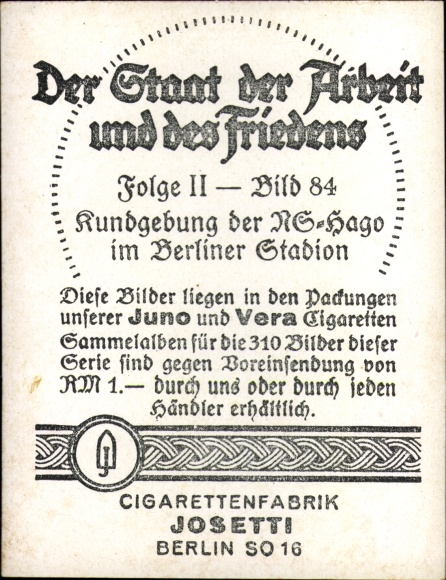 Der Staat der Arbeit
und des Friedens
Folge II — Bild 84
Kundgebung der NS-Hago
im Berliner Stadion
Diese Bilder liegen in den Packungen
unserer Juno und Vera Cigaretten
Sammelalben für die 310 Bilder dieser
Serie sind gegen Voreinsendung von
RM 1.— durch uns oder durch jeden
Händler erhältlich.
CIGARETTENFABRIK
JOSETTI
BERLIN SO 16